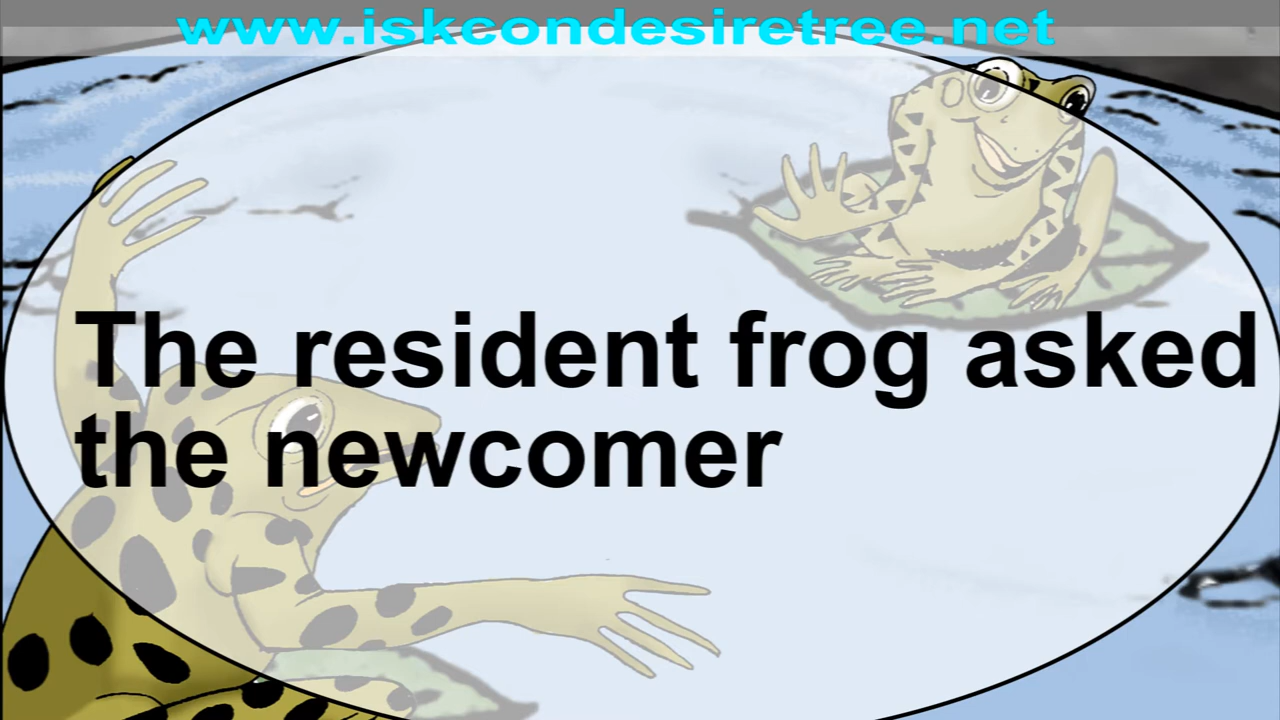 www.iskcondesiretree.net
The resident frog asked
the newcomer